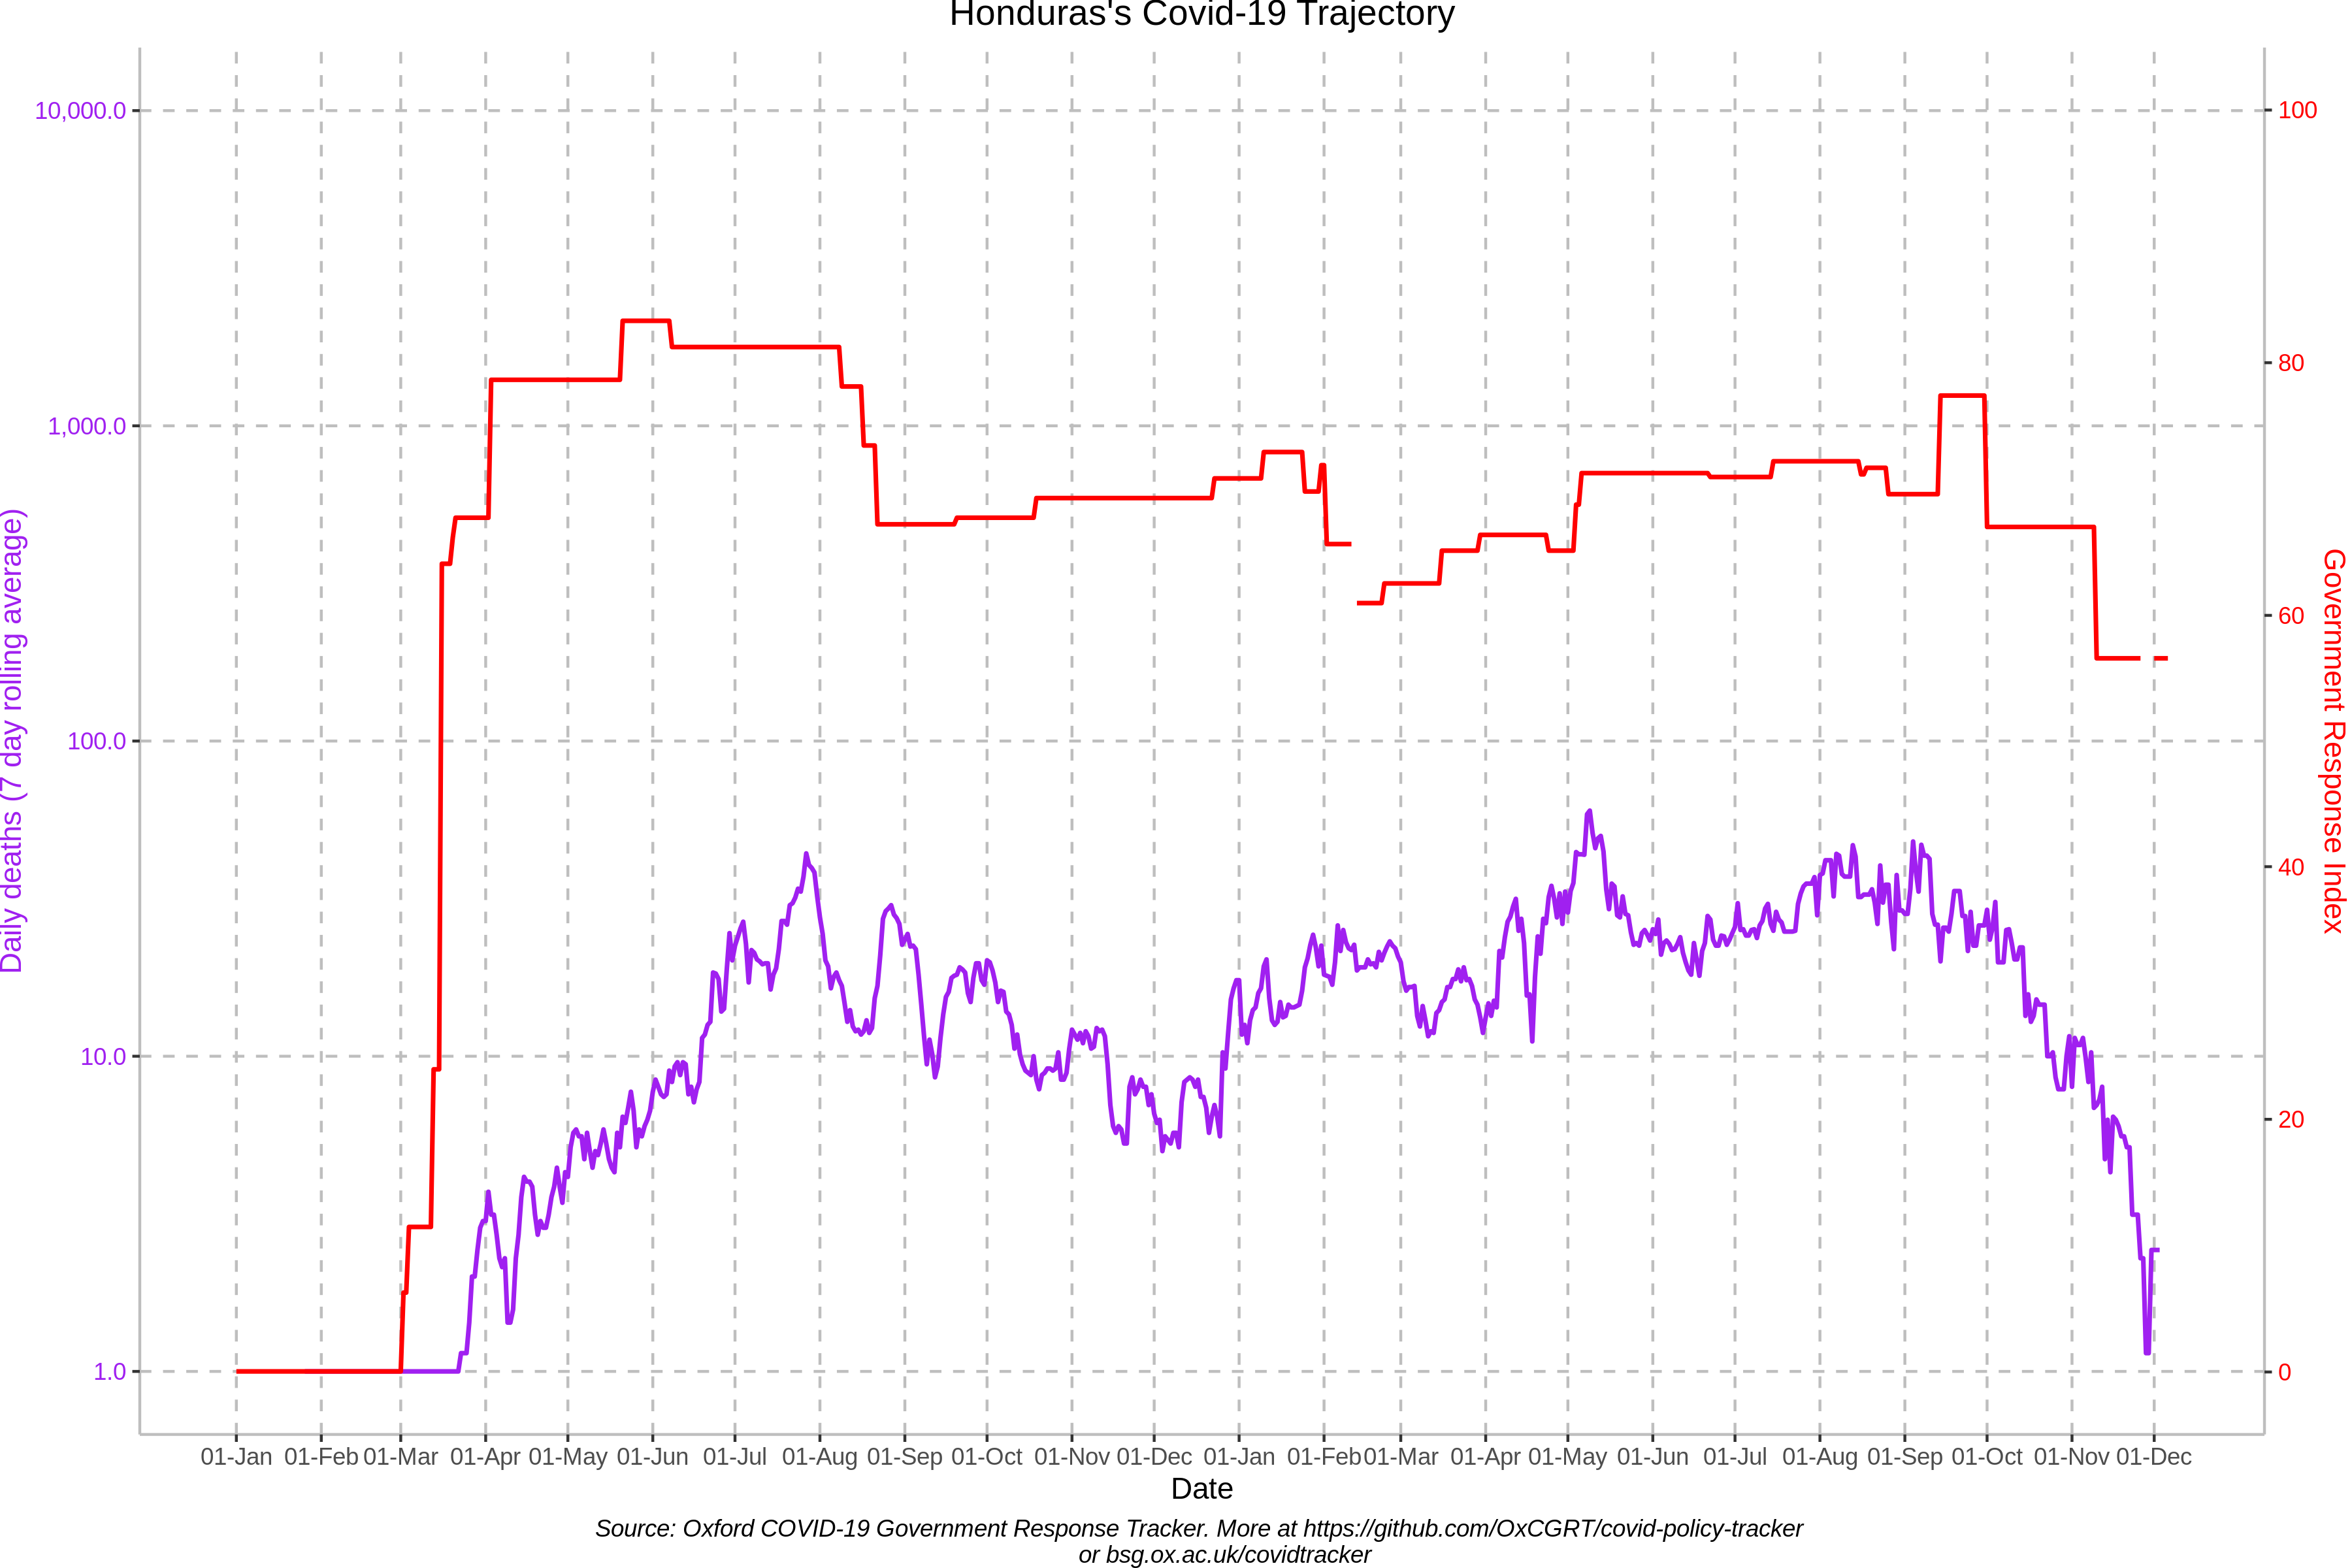 Honduras's Covid-19 Trajectory
10,000.0
1,000.0
100.0
10.0
1.0
Daily deaths (7 day rolling average)
100
80
60
40
20
0
Government Response Index
01-Jan 01-Feb 01-Mar 01-Apr 01-May 01-Jun 01-Jul 01-Aug 01-Sep 01-Oct 01-Nov 01-Dec 01-Jan 01-Feb 01-Mar 01-Apr 01-May 01-Jun 01-Jul 01-Aug 01-Sep 01-Oct 01-Nov 01-Dec
Date
Source: Oxford COVID-19 Government Response Tracker. More at https://github.com/OxCGRT/covid-policy-tracker
or bsg.ox.ac.uk/covidtracker